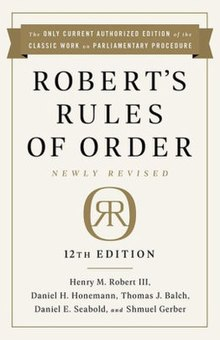 The ONLY CURRENT AUTHORIZED EDITION of the
CLASSIC WORK on PARLIAMENTARY PROCEDURE
ROBERT'S
RULES
OF ORDER
NEWLY REVISED
RR
12TH EDITION
Henry M. Robert III,
Daniel H. Honemann, Thomas J. Balch,
Daniel E. Seabold, and Shmuel Gerber